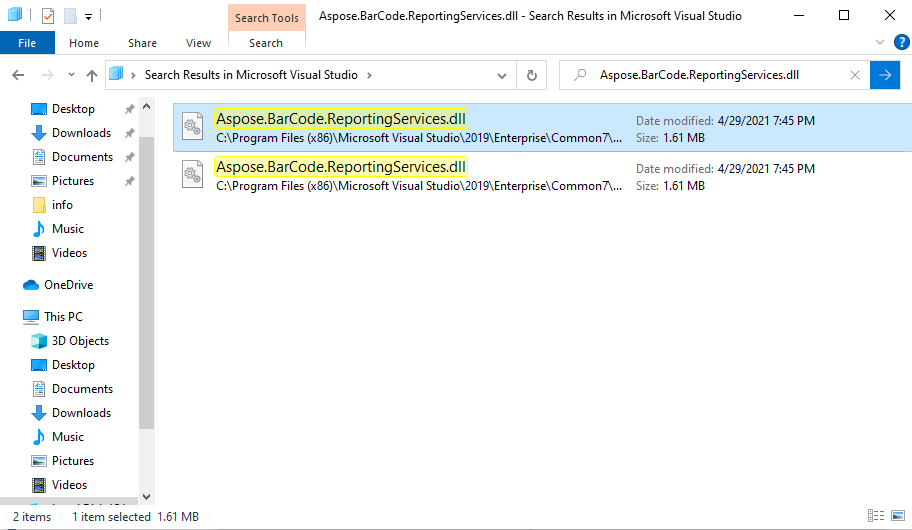 Search Tools
Aspose.BarCode.ReportingServices.dll - Search Results in Microsoft Visual Studio
File
Home
Share
View
Search
Search Results in Microsoft Visual Studio
Aspose.BarCode.ReportingServices.dll
Desktop
Downloads
Documents
Pictures
info
Music
Videos
OneDrive
This PC
3D Objects
Desktop
Documents
Downloads
Music
Pictures
Videos
Aspose.BarCode.ReportingServices.dll
C:\Program Files (x86)\Microsoft Visual Studio\2019\Enterprise\Common7\...
Date modified: 4/29/2021 7:45 PM
Size: 1.61 MB
Aspose.BarCode.ReportingServices.dll
C:\Program Files (x86)\Microsoft Visual Studio\2019\Enterprise\Common7\...
Date modified: 4/29/2021 7:45 PM
Size: 1.61 MB
2 items
1 item selected 1.61 MB